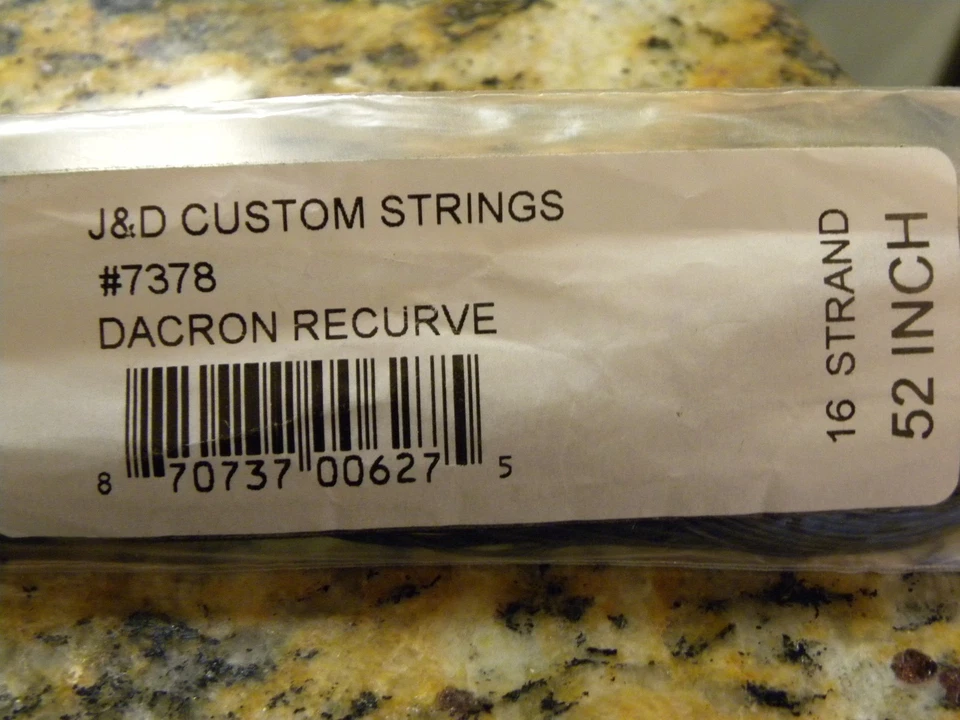 J&D CUSTOM STRINGS
#7378
DACRON RECURVE
8 70737 00627 5
16 STRAND
52 INCH